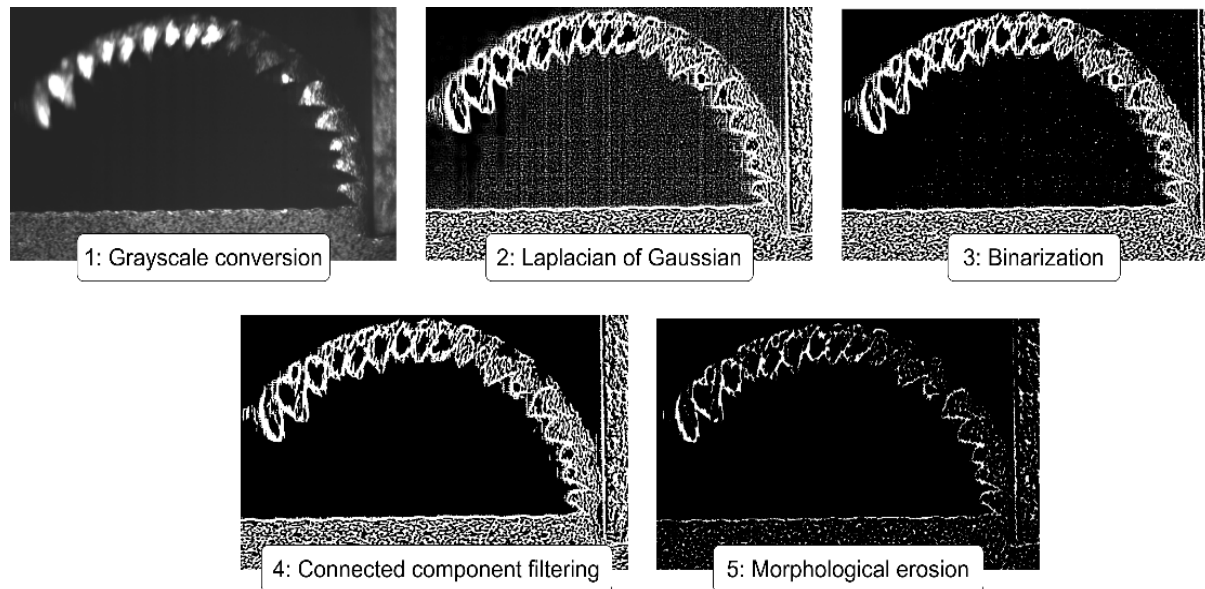 1: Grayscale conversion
2: Laplacian of Gaussian
3: Binarization
4: Connected component filtering
5: Morphological erosion